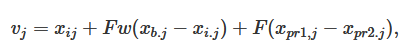 v_j = x_{ij} + Fw(x_{b.j} − x_{i.j}) + F(x_{pr1,j} − x_{pr2.j}),